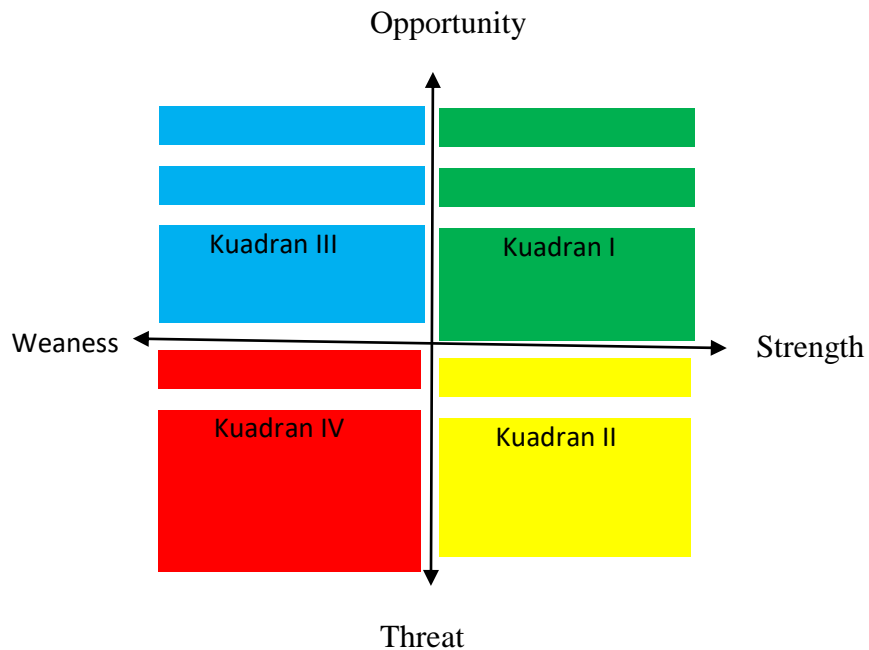 Opportunity
Kuadran III
Kuadran I
Weaness
Strength
Kuadran IV
Kuadran II
Threat